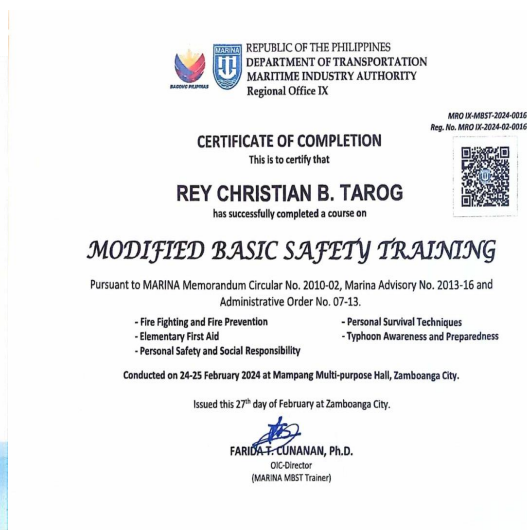 MARINA
BAGONG PILIPINAS
REPUBLIC OF THE PHILIPPINES
DEPARTMENT OF TRANSPORTATION
MARITIME INDUSTRY AUTHORITY
Regional Office IX
MRO IX-MBST-2024-0016
Reg. No. MRO IX-2024-02-0016
CERTIFICATE OF COMPLETION
This is to certify that
REY CHRISTIAN B. TAROG
has successfully completed a course on
MODIFIED BASIC SAFETY TRAINING
Pursuant to MARINA Memorandum Circular No. 2010-02, Marina Advisory No. 2013-16 and
Administrative Order No. 07-13.
- Fire Fighting and Fire Prevention
- Elementary First Aid
- Personal Safety and Social Responsibility
- Personal Survival Techniques
- Typhoon Awareness and Preparedness
Conducted on 24-25 February 2024 at Mampang Multi-purpose Hall, Zamboanga City.
Issued this 27th day of February at Zamboanga City.
FARIDA T. CUNANAN, Ph.D.
OIC-Director
(MARINA MBST Trainer)